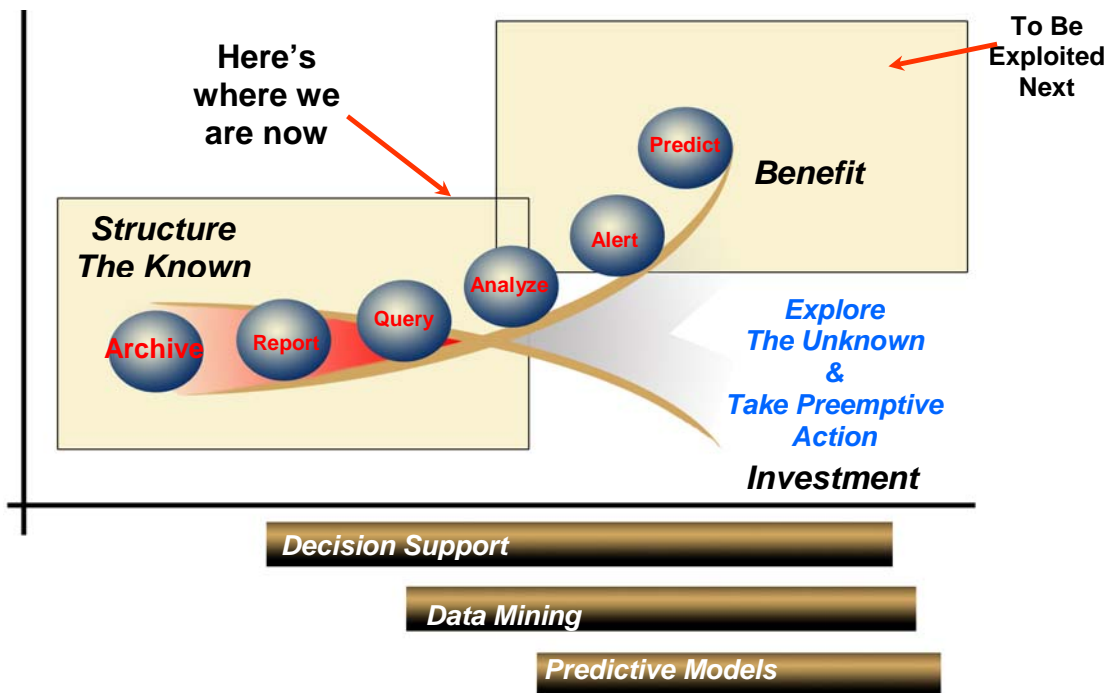 Here’s
where we
are now
To Be
Exploited
Next
Structure
The Known
Archive
Report
Query
Analyze
Alert
Predict
Benefit
Explore
The Unknown
&
Take Preemptive
Action
Investment
Decision Support
Data Mining
Predictive Models